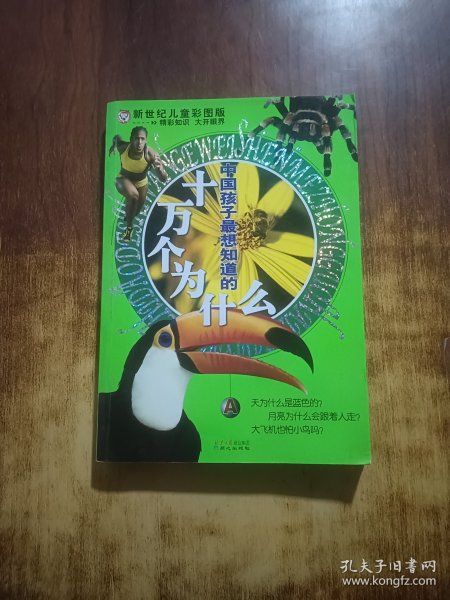 新世纪儿童彩图版
精彩知识 大开眼界
中国孩子最想知道的
十万个为什么
A
天为什么是蓝色的?
月亮为什么会跟着人走?
大飞机也怕小鸟吗?
孔夫子旧书网
www.kongfz.com